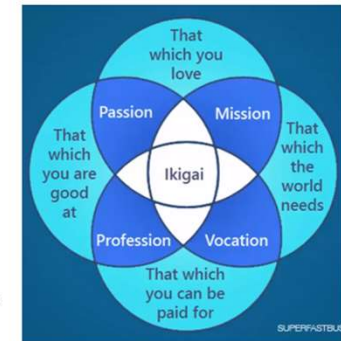 That
which you
love
Passion
Mission
That
which
you are
good
at
That
which
the
world
needs
Ikigai
Profession
Vocation
That which
you can be
paid for